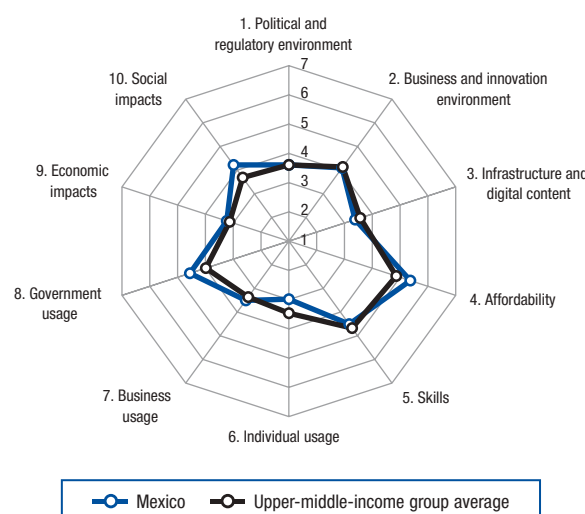 1. Political and
regulatory environment
2. Business and innovation
environment
3. Infrastructure and
digital content
4. Affordability
5. Skills
6. Individual usage
7. Business
usage
8. Government
usage
9. Economic
impacts
10. Social
impacts
7
6
5
4
3
2
1
Mexico
Upper-middle-income group average